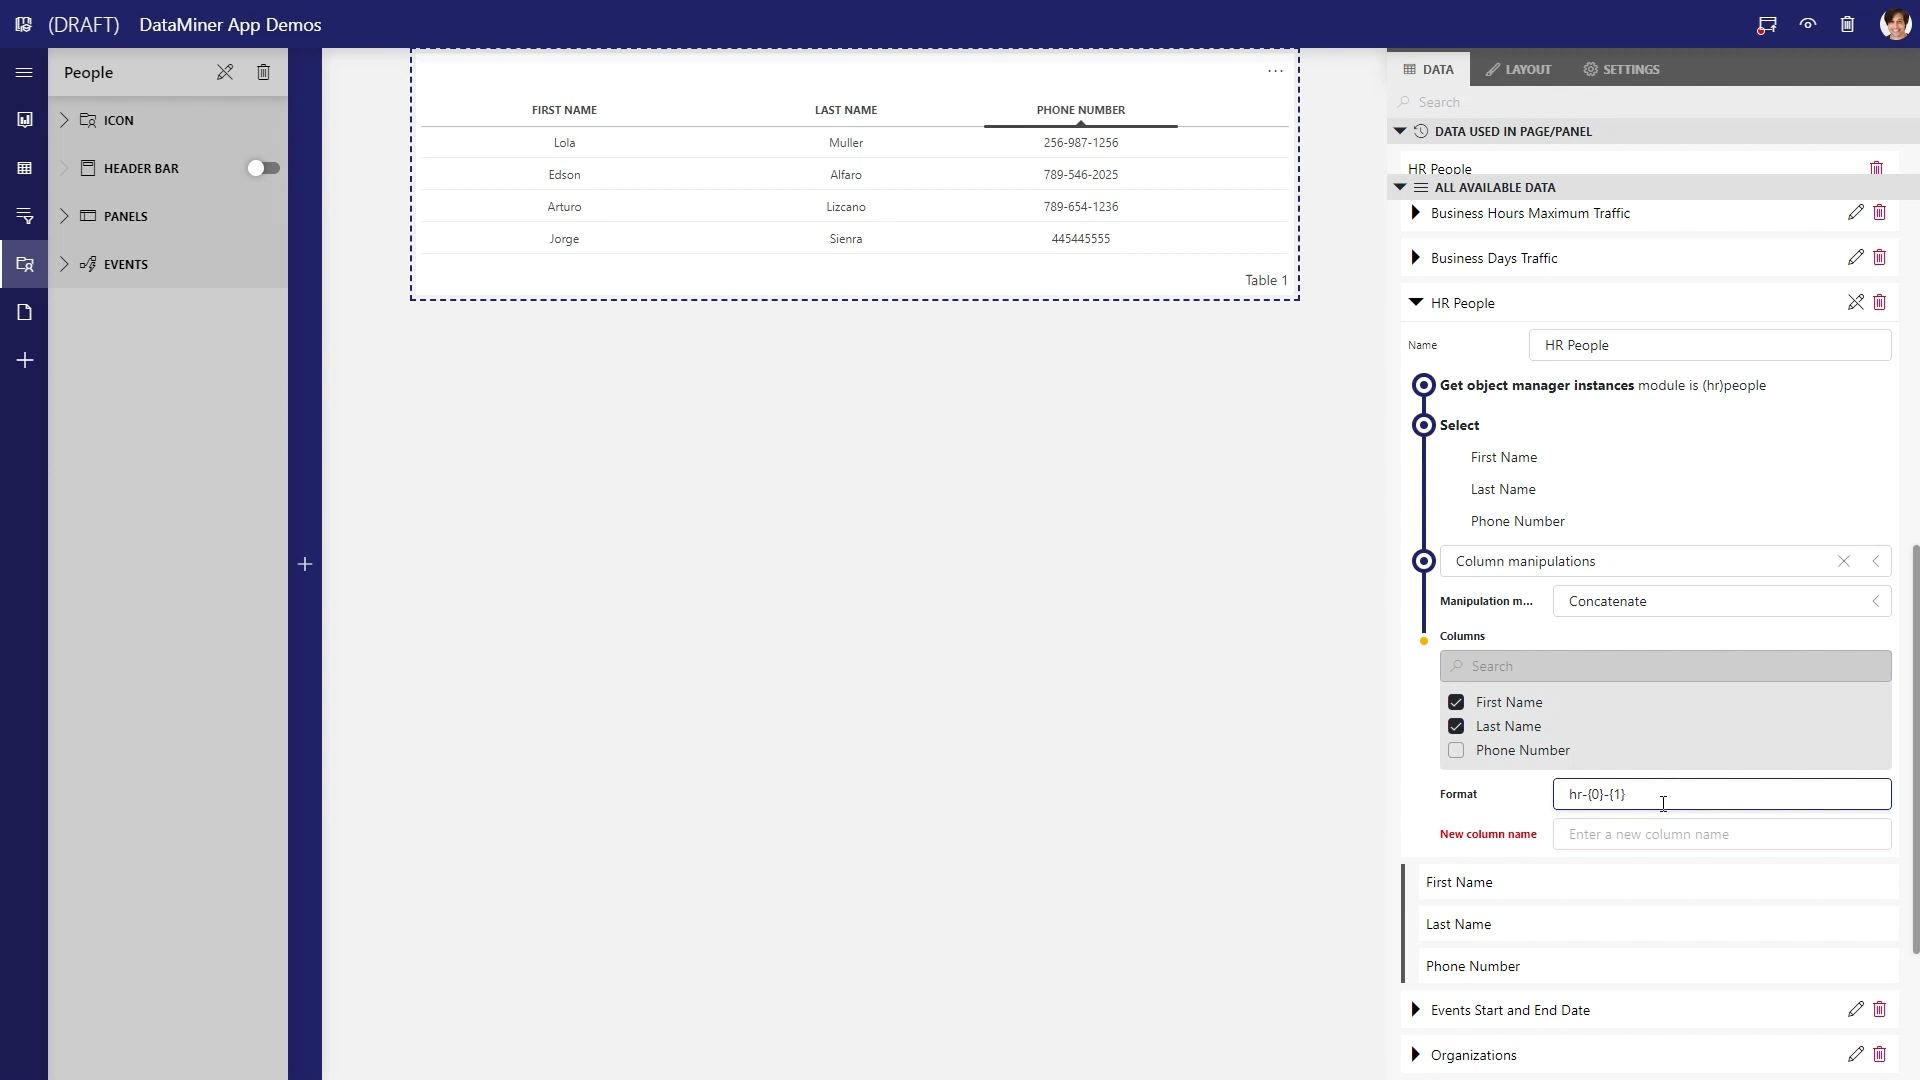 (DRAFT) DataMiner App Demos
People
ICON
HEADER BAR
PANELS
EVENTS
...
FIRST NAME LAST NAME PHONE NUMBER
Lola Muller 256-987-1256
Edson Alfaro 789-546-2025
Arturo Lizcano 789-654-1236
Jorge Sienra 445445555
Table 1
DATA LAYOUT SETTINGS
Search
DATA USED IN PAGE/PANEL
HR People
ALL AVAILABLE DATA
Business Hours Maximum Traffic
Business Days Traffic
HR People
Name HR People
Get object manager instances module is (hr)people
Select
First Name
Last Name
Phone Number
Column manipulations
Manipulation m... Concatenate
Columns
Search
First Name
Last Name
Phone Number
Format hr-{0}-{1}
New column name Enter a new column name
First Name
Last Name
Phone Number
Events Start and End Date
Organizations